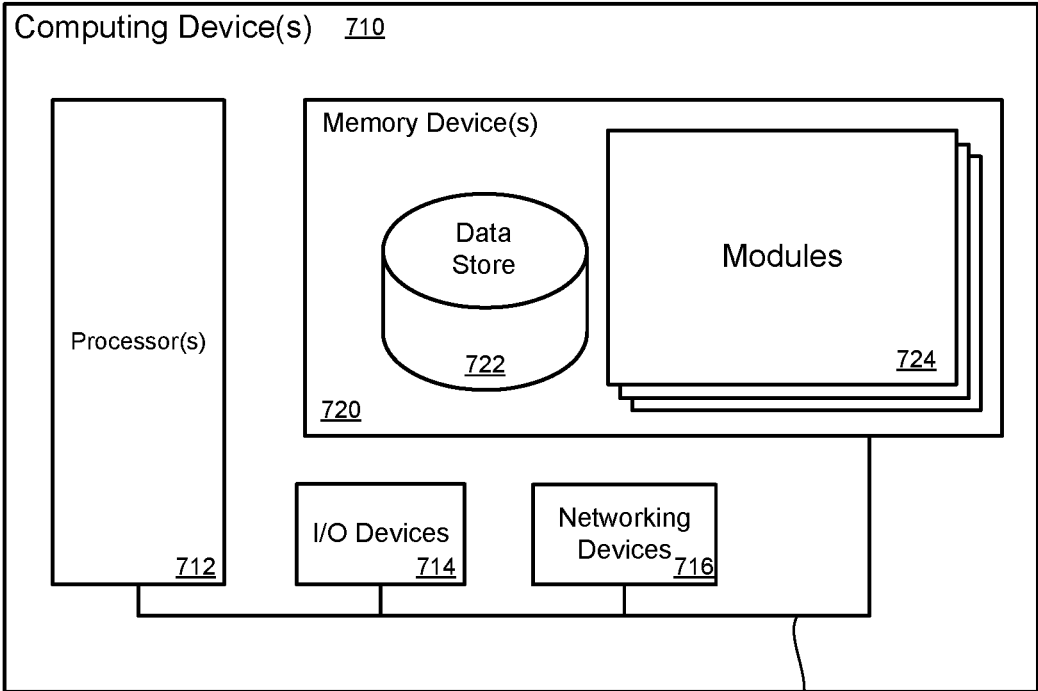 Computing Device(s) 710
Memory Device(s)
Data
Store
722
Modules
724
720
Processor(s)
712
I/O Devices
714
Networking
Devices
716